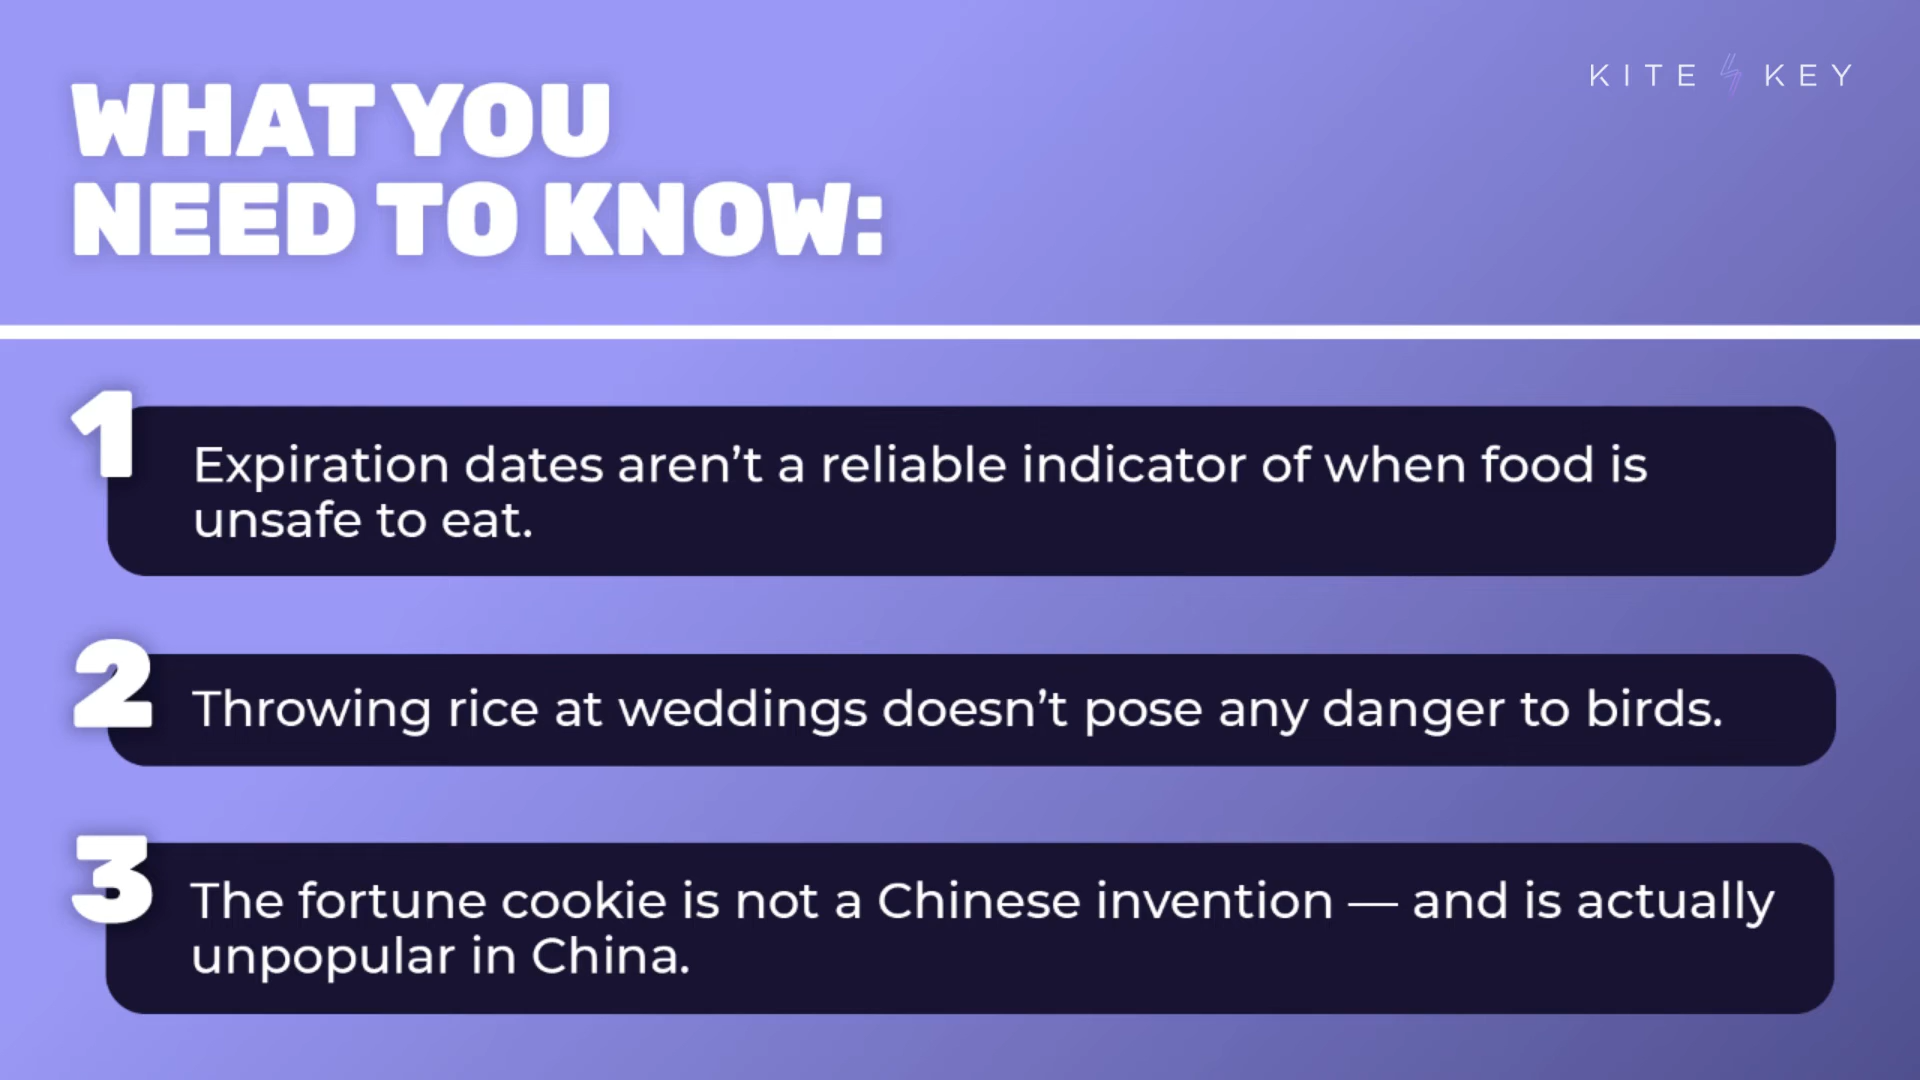 WHAT YOU
NEED TO KNOW:
KITE KEY
1
Expiration dates aren’t a reliable indicator of when food is
unsafe to eat.
2
Throwing rice at weddings doesn’t pose any danger to birds.
3
The fortune cookie is not a Chinese invention — and is actually
unpopular in China.